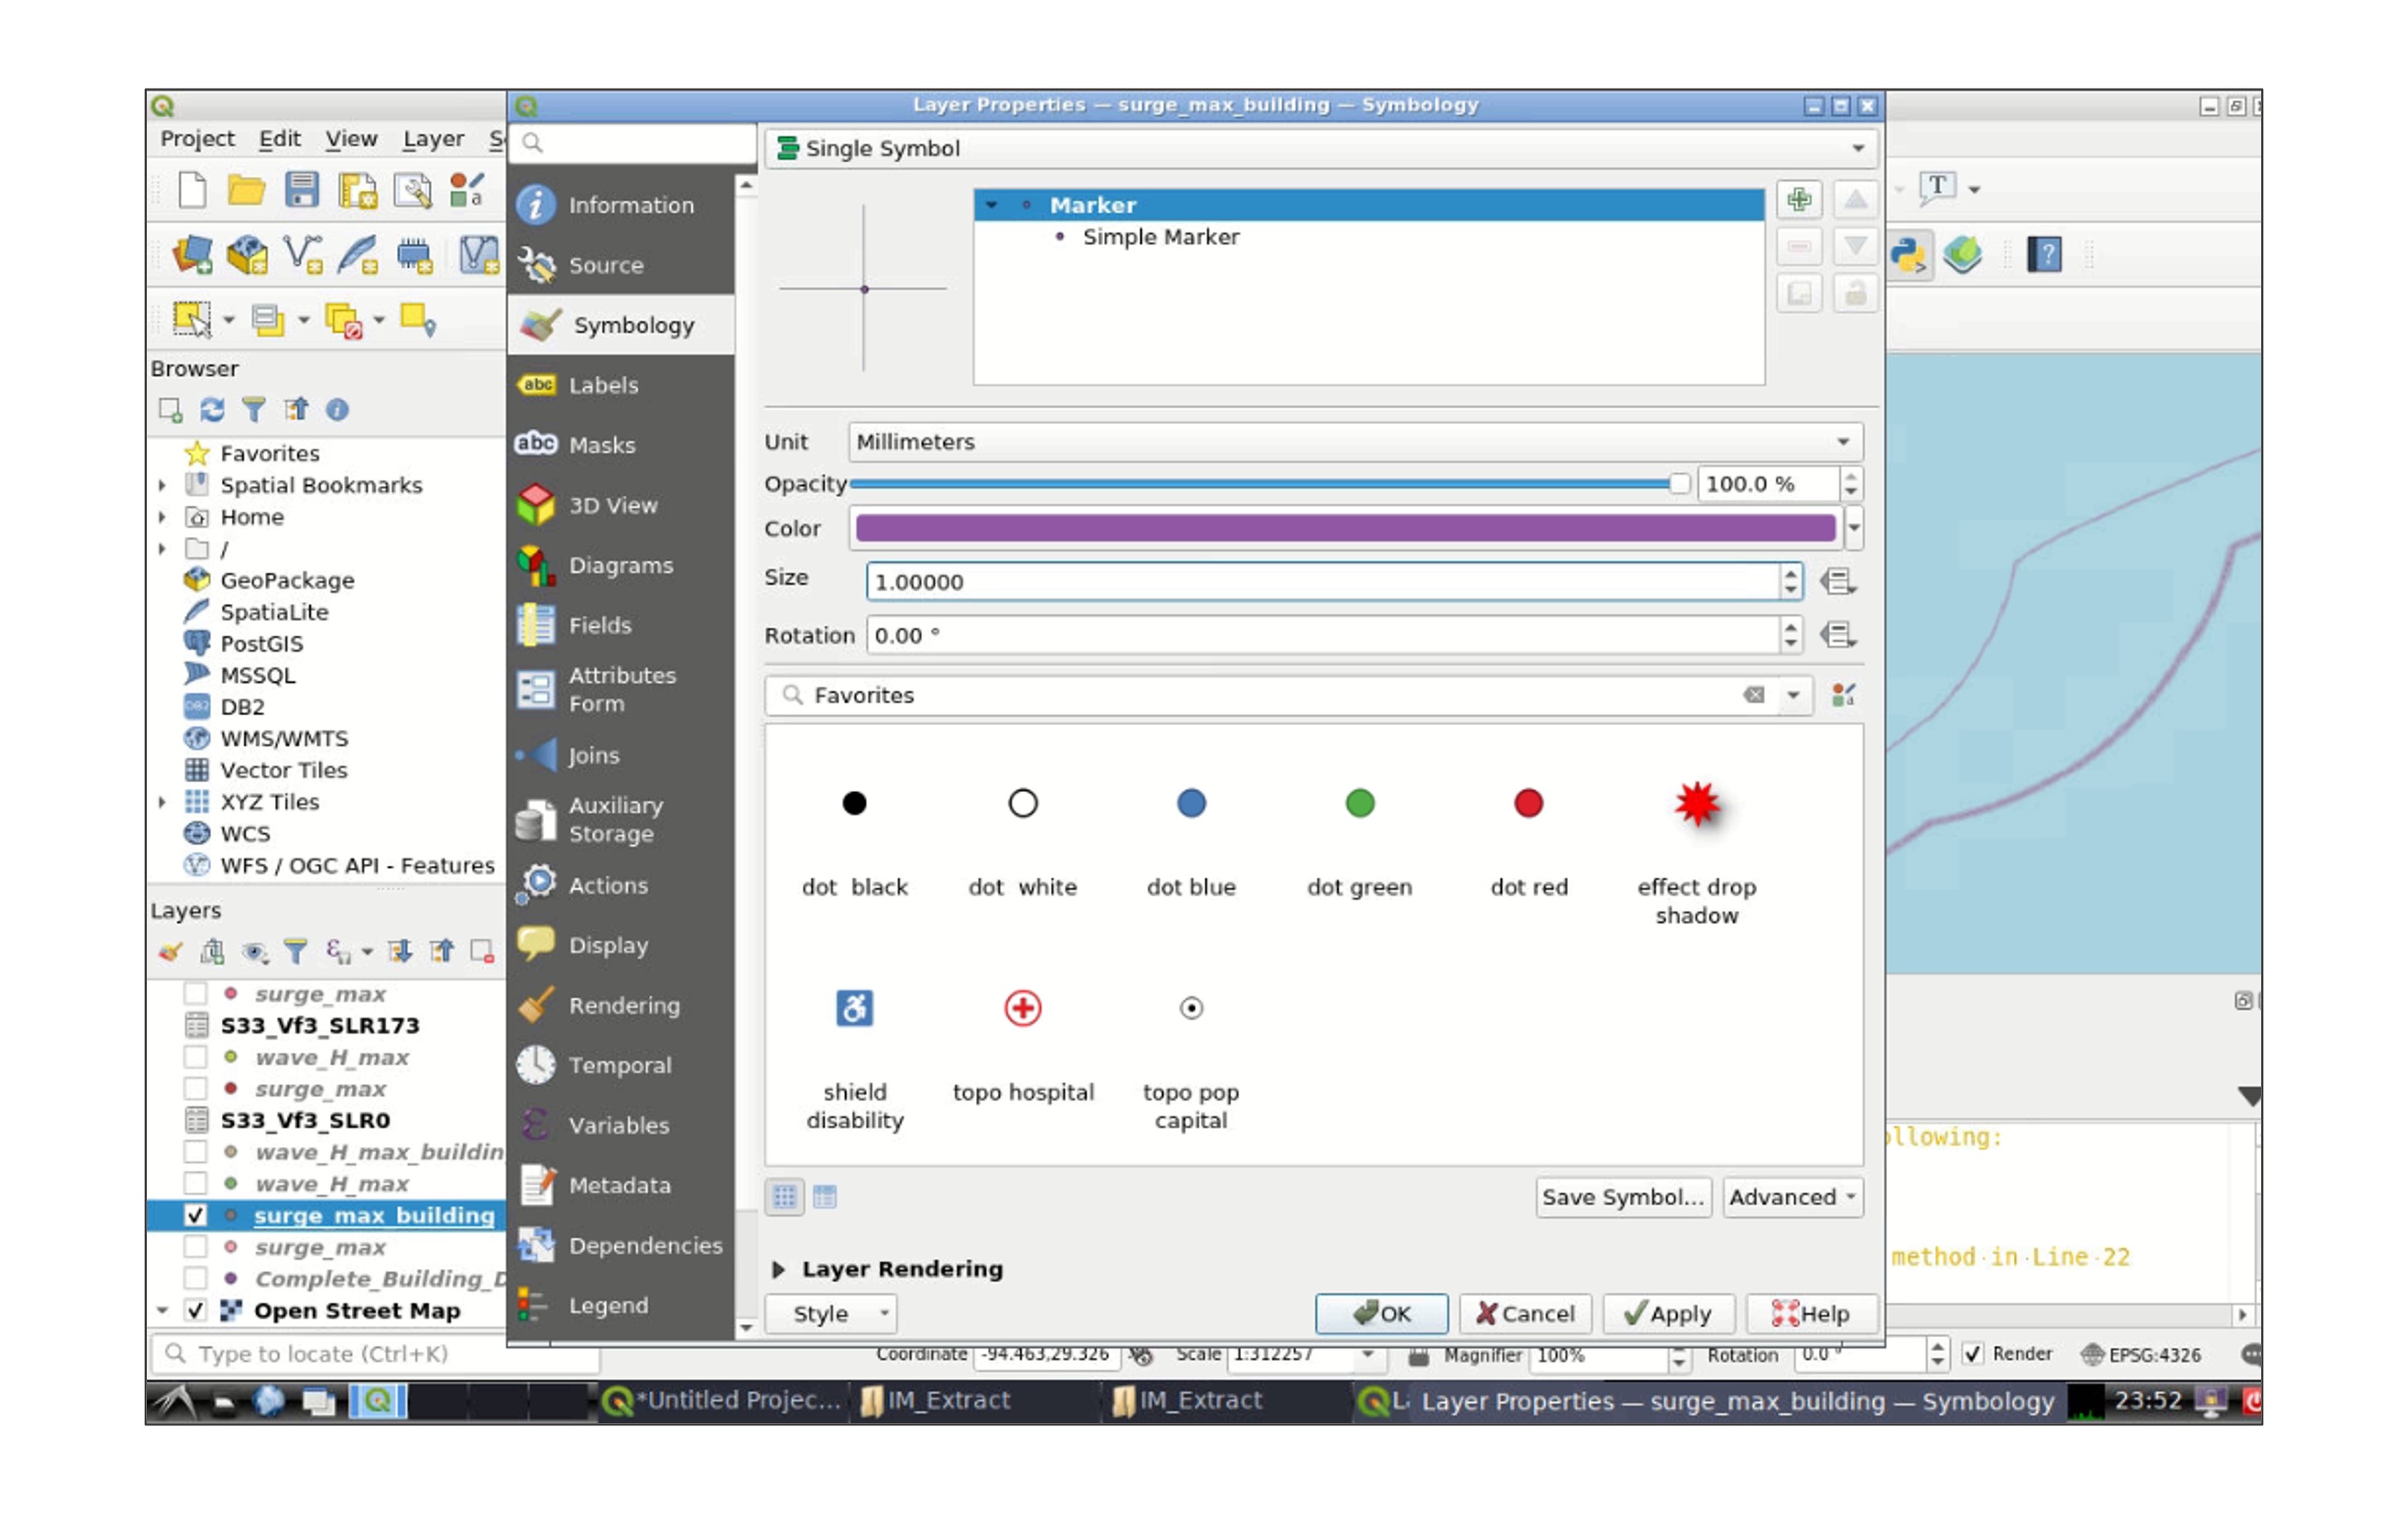 Layer Properties — surge_max_building — Symbology
Project Edit View Layer
Single Symbol
Information
Source
Symbology
Labels
Masks
3D View
Diagrams
Fields
Attributes
Form
Joins
Auxiliary
Storage
Actions
Display
Rendering
Temporal
Variables
Metadata
Dependencies
Legend
Marker
Simple Marker
Unit Millimeters
Opacity 100.0 %
Color
Size 1.00000
Rotation 0.00 °
Favorites
dot black
dot white
dot blue
dot green
dot red
effect drop
shadow
shield
disability
topo hospital
topo pop
capital
Save Symbol... Advanced
Layer Rendering
Style OK Cancel Apply Help
Browser
Favorites
Spatial Bookmarks
Home
/
GeoPackage
SpatiaLite
PostGIS
MSSQL
DB2
WMS/WMTS
Vector Tiles
XYZ Tiles
WCS
WFS / OGC API - Features
Layers
surge_max
S33_Vf3_SLR173
wave_H_max
surge_max
S33_Vf3_SLR0
wave_H_max_buildin
wave_H_max
surge_max_building
surge_max
Complete_Building_D
Open Street Map
ollowing:
method in Line 22
Type to locate (Ctrl+K)
Coordinate -94.463,29.326 Scale 1:312257 Magnifier 100% Rotation 0.0 ° Render EPSG:4326
*Untitled Projec... IM_Extract IM_Extract Layer Properties — surge_max_building — Symbology 23:52